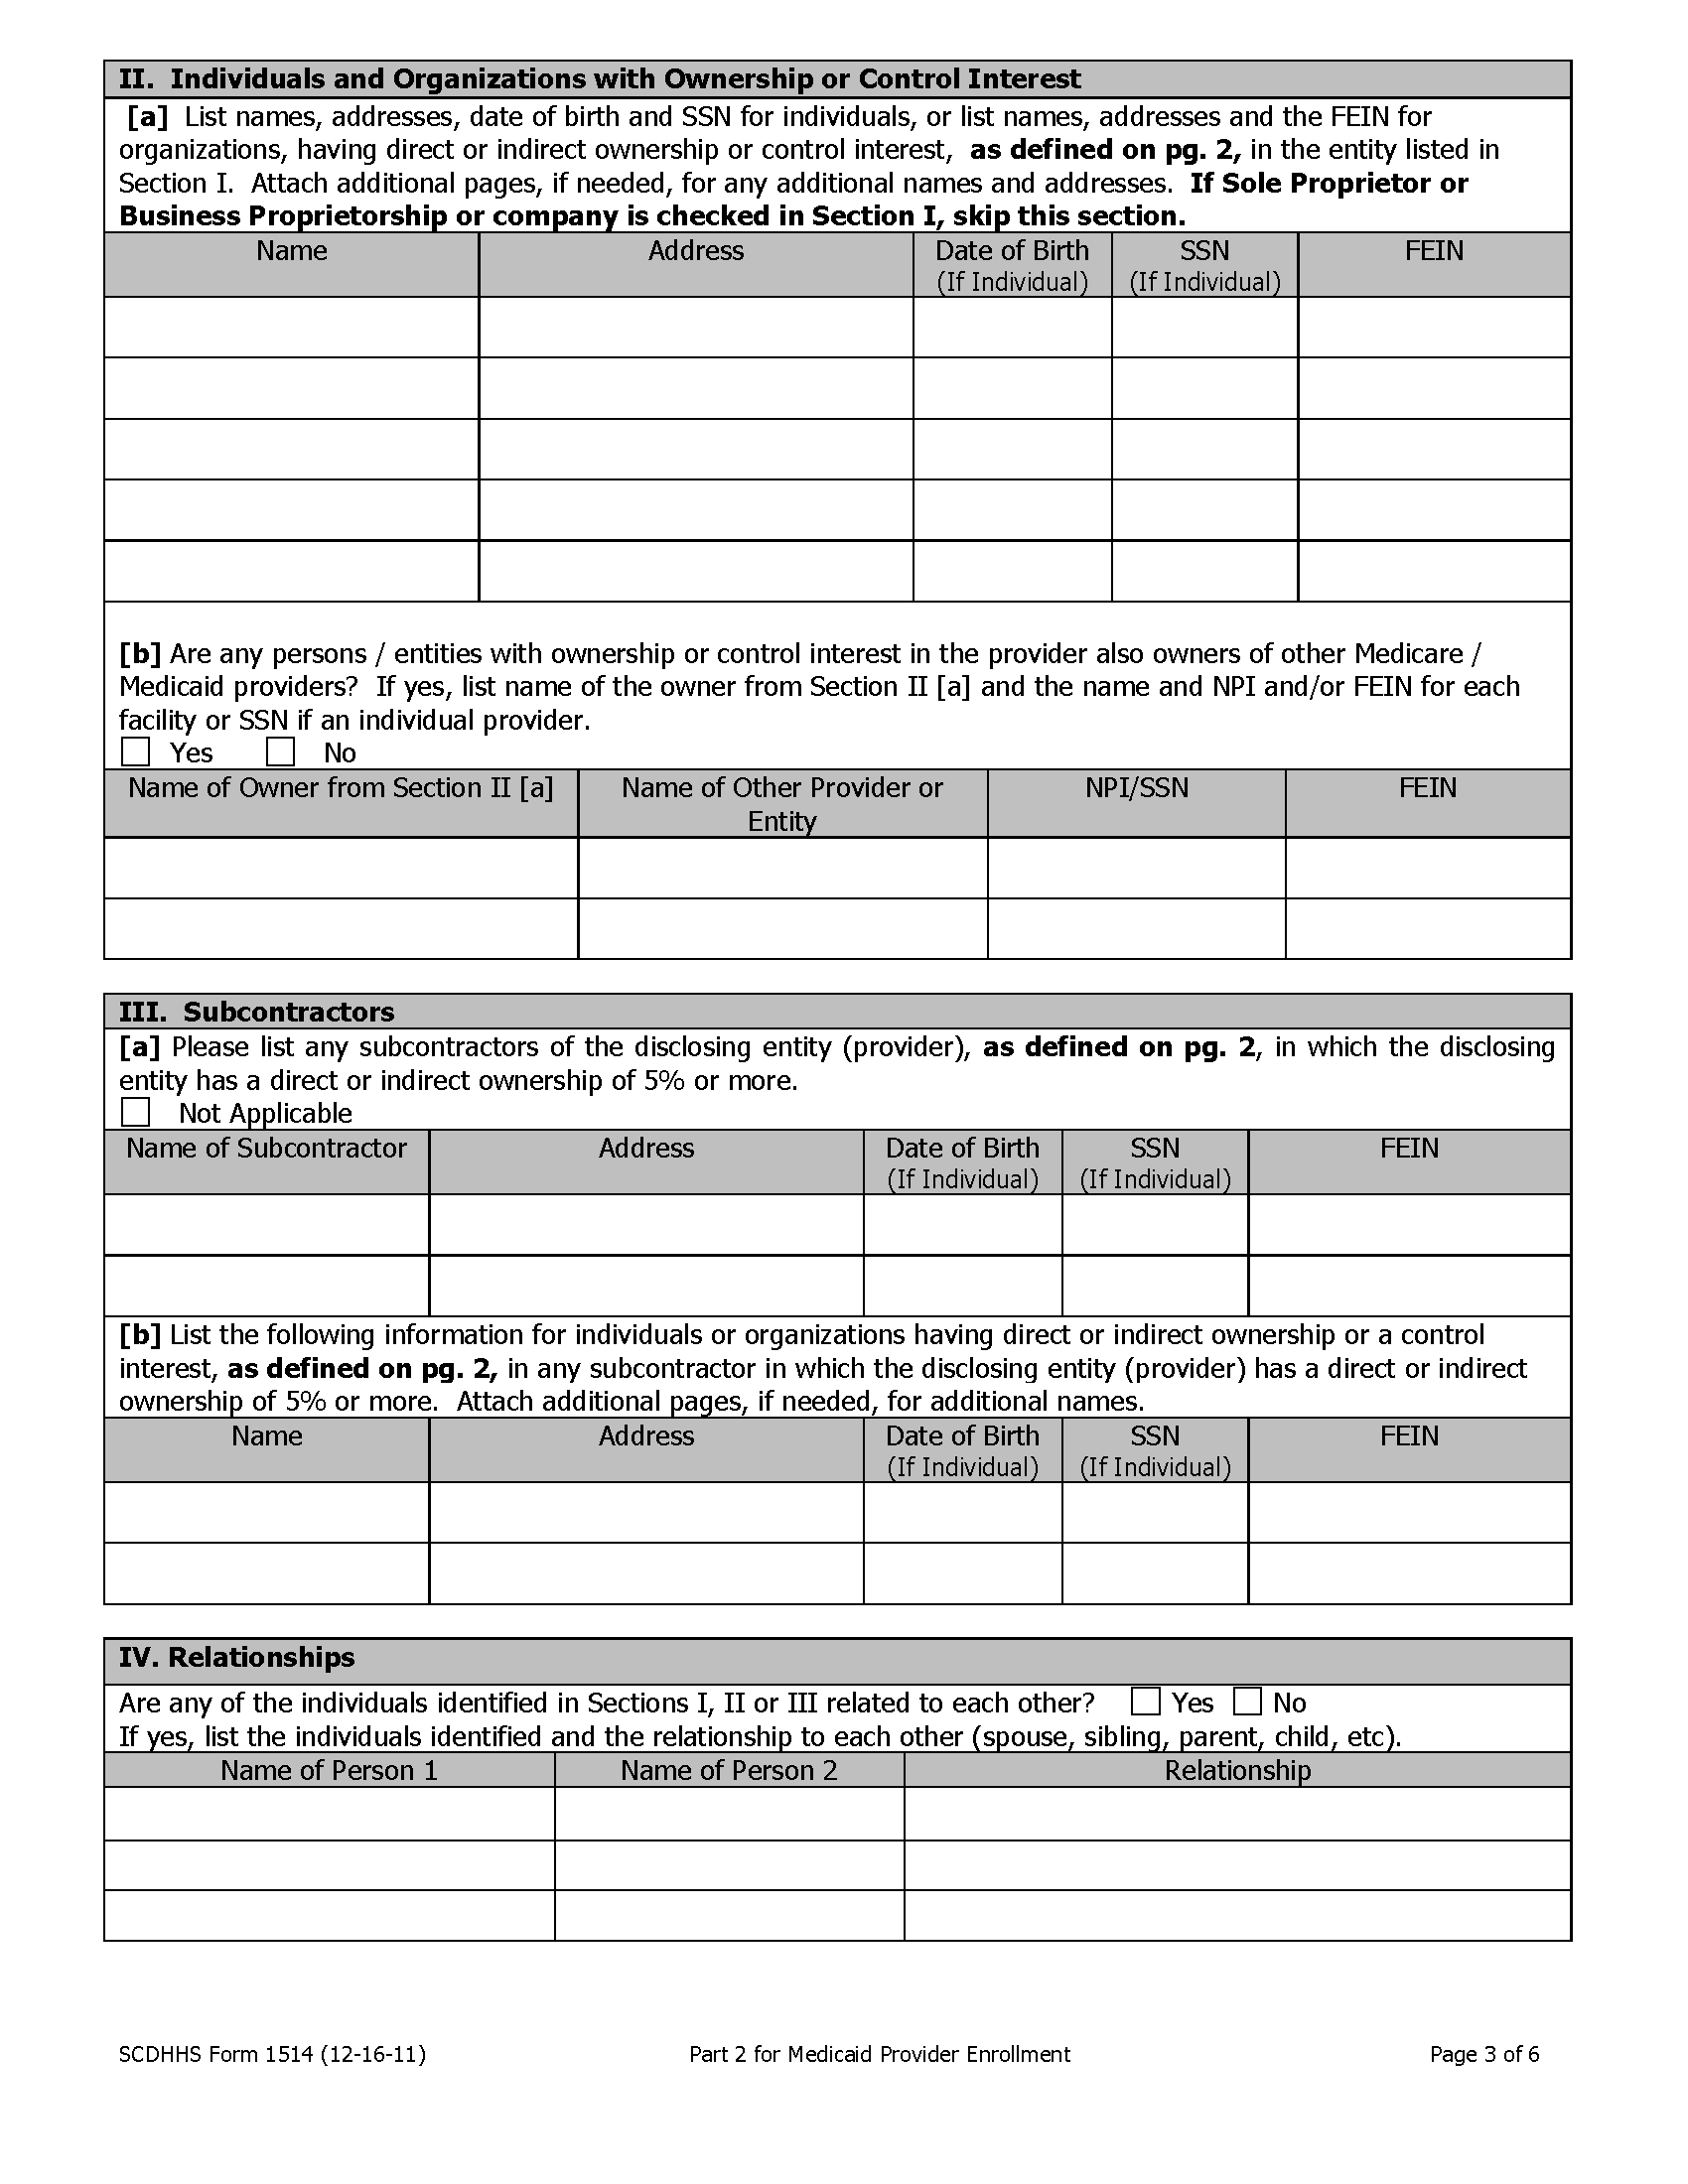 II.  Individuals and Organizations with Ownership or Control Interest
[a]  List names, addresses, date of birth and SSN for individuals, or list names, addresses and the FEIN for
organizations, having direct or indirect ownership or control interest,  as defined on pg. 2, in the entity listed in
Section I.  Attach additional pages, if needed, for any additional names and addresses.  If Sole Proprietor or
Business Proprietorship or company is checked in Section I, skip this section.
Name Address Date of Birth SSN FEIN
(If Individual) (If Individual)
[b] Are any persons / entities with ownership or control interest in the provider also owners of other Medicare /
Medicaid providers?  If yes, list name of the owner from Section II [a] and the name and NPI and/or FEIN for each
facility or SSN if an individual provider.
Yes No
Name of Owner from Section II [a] Name of Other Provider or NPI/SSN FEIN
Entity
III.  Subcontractors
[a] Please list any subcontractors of the disclosing entity (provider), as defined on pg. 2, in which the disclosing
entity has a direct or indirect ownership of 5% or more.
Not Applicable
Name of Subcontractor Address Date of Birth SSN FEIN
(If Individual) (If Individual)
[b] List the following information for individuals or organizations having direct or indirect ownership or a control
interest, as defined on pg. 2, in any subcontractor in which the disclosing entity (provider) has a direct or indirect
ownership of 5% or more.  Attach additional pages, if needed, for additional names.
Name Address Date of Birth SSN FEIN
(If Individual) (If Individual)
IV. Relationships
Are any of the individuals identified in Sections I, II or III related to each other? Yes No
If yes, list the individuals identified and the relationship to each other (spouse, sibling, parent, child, etc).
Name of Person 1 Name of Person 2 Relationship
SCDHHS Form 1514 (12-16-11) Part 2 for Medicaid Provider Enrollment Page 3 of 6